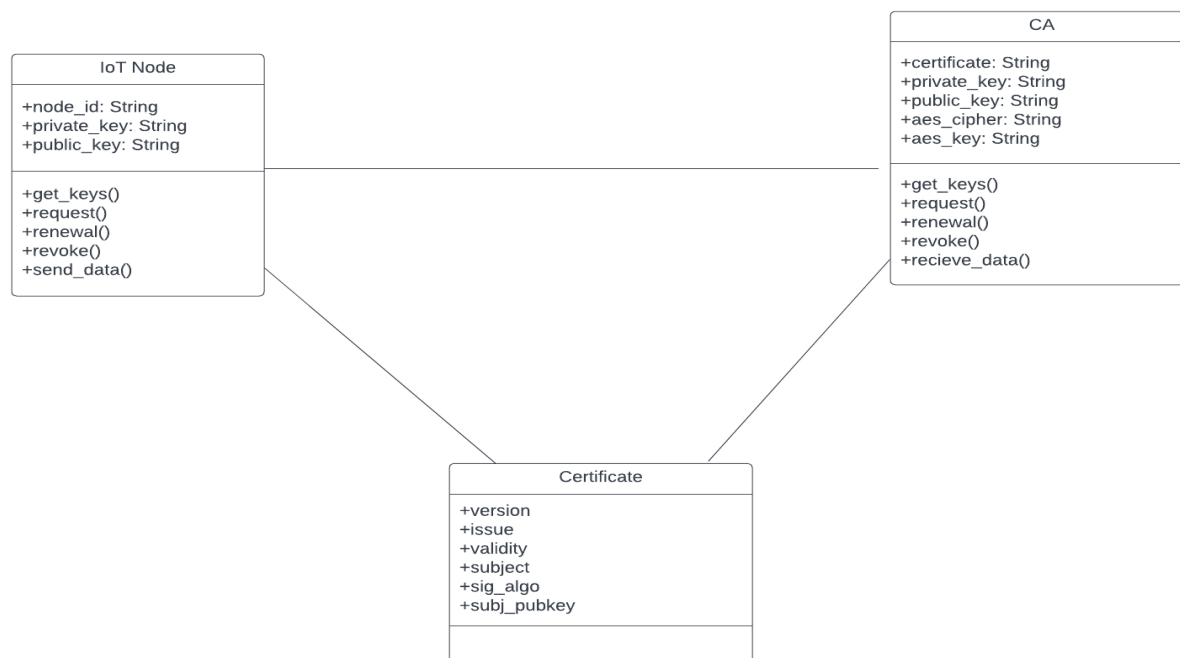 IoT Node
+node_id: String
+private_key: String
+public_key: String
+get_keys()
+request()
+renewal()
+revoke()
+send_data()
CA
+certificate: String
+private_key: String
+public_key: String
+aes_cipher: String
+aes_key: String
+get_keys()
+request()
+renewal()
+revoke()
+recieve_data()
Certificate
+version
+issue
+validity
+subject
+sig_algo
+subj_pubkey